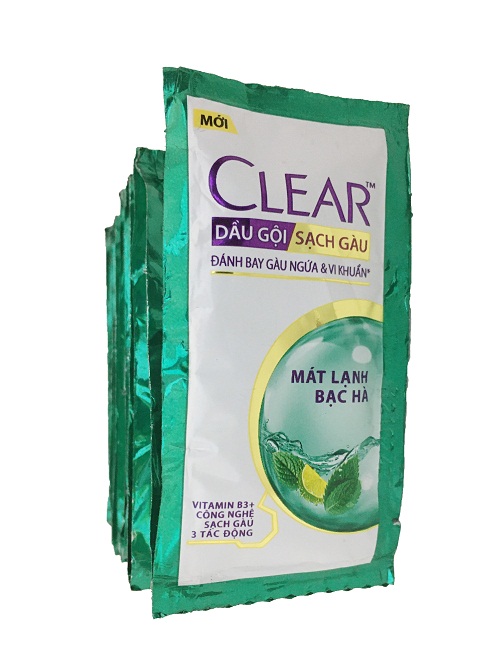 MỚI
CLEAR™
DẦU GỘI SẠCH GÀU
ĐÁNH BAY GÀU NGỨA & VI KHUẨN*
MÁT LẠNH
BẠC HÀ
VITAMIN B3+
CÔNG NGHỆ
SẠCH GÀU
3 TÁC ĐỘNG